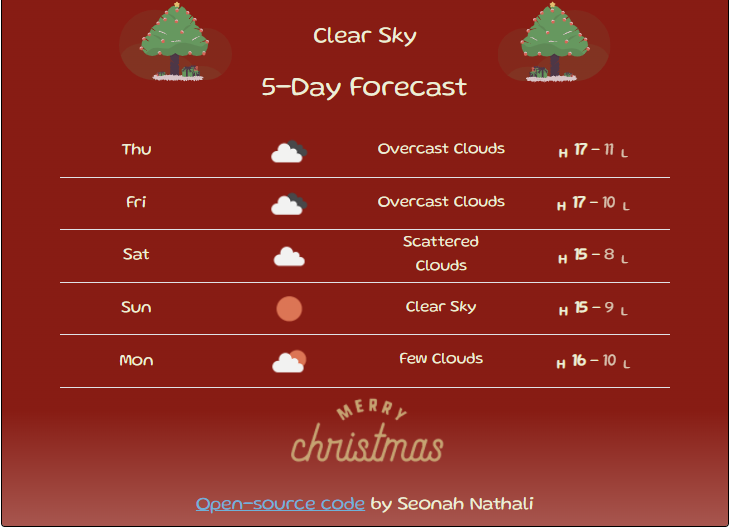 Clear Sky
5-Day Forecast
Thu Overcast Clouds H 17 - 11 L
Fri Overcast Clouds H 17 - 10 L
Sat Scattered Clouds H 15 - 8 L
Sun Clear Sky H 15 - 9 L
Mon Few Clouds H 16 - 10 L
MERRY
christmas
Open-source code by Seonah Nathali